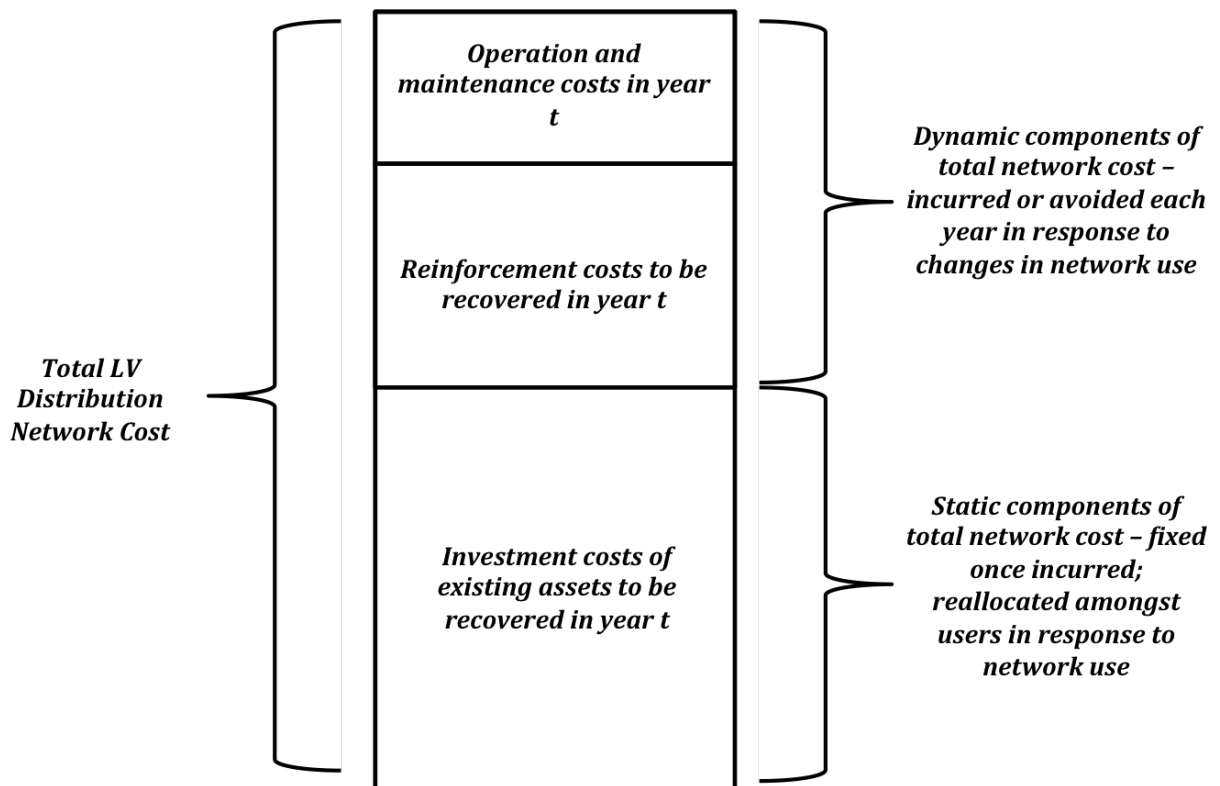 Total LV
Distribution
Network Cost
Operation and
maintenance costs in year
t
Reinforcement costs to be
recovered in year t
Investment costs of
existing assets to be
recovered in year t
Dynamic components of
total network cost –
incurred or avoided each
year in response to
changes in network use
Static components of
total network cost – fixed
once incurred;
reallocated amongst
users in response to
network use